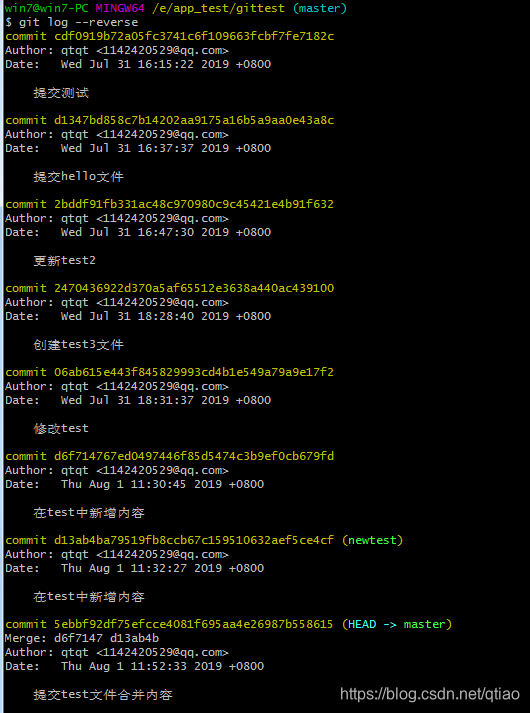 win7@win7-PC MINGW64 /e/app_test/gittest (master)
$ git log --reverse
commit cdf0919b72a05fc3741c6f109663fcbf7fe7182c
Author: qtqt <1142420529@qq.com>
Date:   Wed Jul 31 16:15:22 2019 +0800
提交测试
commit d1347bd858c7b14202aa9175a16b5a9aa0e43a8c
Author: qtqt <1142420529@qq.com>
Date:   Wed Jul 31 16:37:37 2019 +0800
提交hello文件
commit 2bddf91fb331ac48c970980c9c45421e4b91f632
Author: qtqt <1142420529@qq.com>
Date:   Wed Jul 31 16:47:30 2019 +0800
更新test2
commit 2470436922d370a5af65512e3638a440ac439100
Author: qtqt <1142420529@qq.com>
Date:   Wed Jul 31 18:28:40 2019 +0800
创建test3文件
commit 06ab615e443f845829993cd4b1e549a79a9e17f2
Author: qtqt <1142420529@qq.com>
Date:   Wed Jul 31 18:31:37 2019 +0800
修改test
commit d6f714767ed0497446f85d5474c3b9ef0cb679fd
Author: qtqt <1142420529@qq.com>
Date:   Thu Aug 1 11:30:45 2019 +0800
在test中新增内容
commit d13ab4ba79519fb8ccb67c159510632aef5ce4cf (newtest)
Author: qtqt <1142420529@qq.com>
Date:   Thu Aug 1 11:32:27 2019 +0800
在test中新增内容
commit 5ebbf92df75efcce4081f695aa4e26987b558615 (HEAD -> master)
Merge: d6f7147 d13ab4b
Author: qtqt <1142420529@qq.com>
Date:   Thu Aug 1 11:52:33 2019 +0800
提交test文件合并内容
https://blog.csdn.net/qtiao